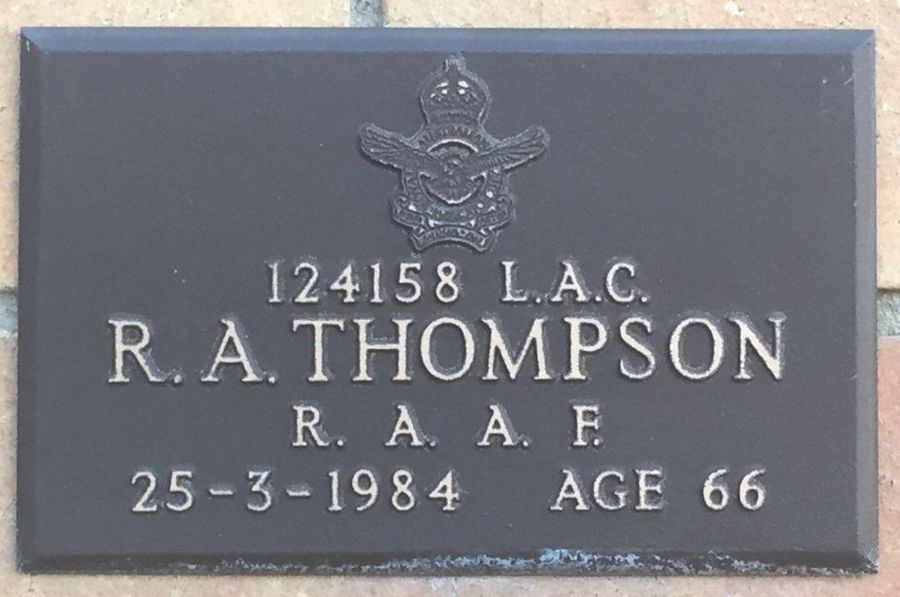 124158 L.A.C.
R. A. THOMPSON
R. A. A. F.
25-3-1984 AGE 66